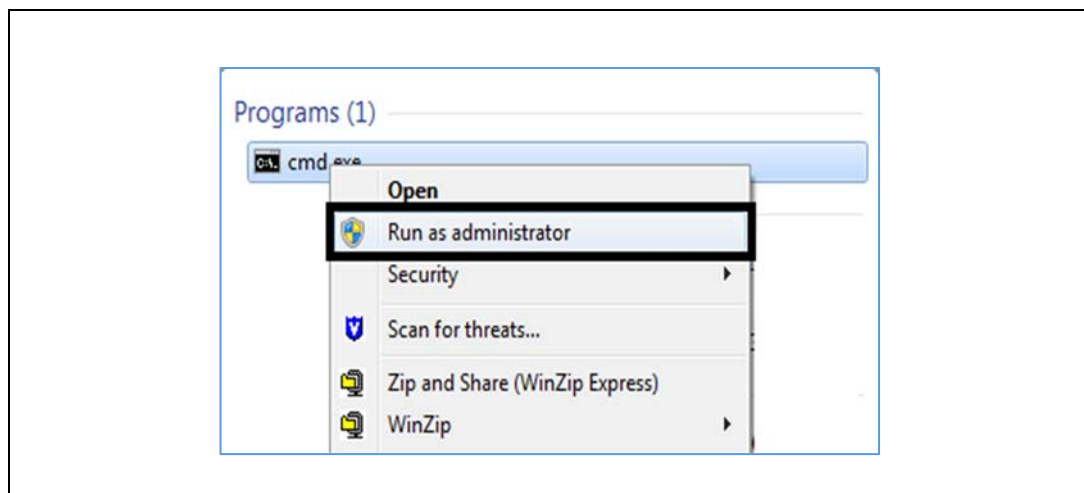 Programs (1)
cmd.exe
Open
Run as administrator
Security
Scan for threats...
Zip and Share (WinZip Express)
WinZip